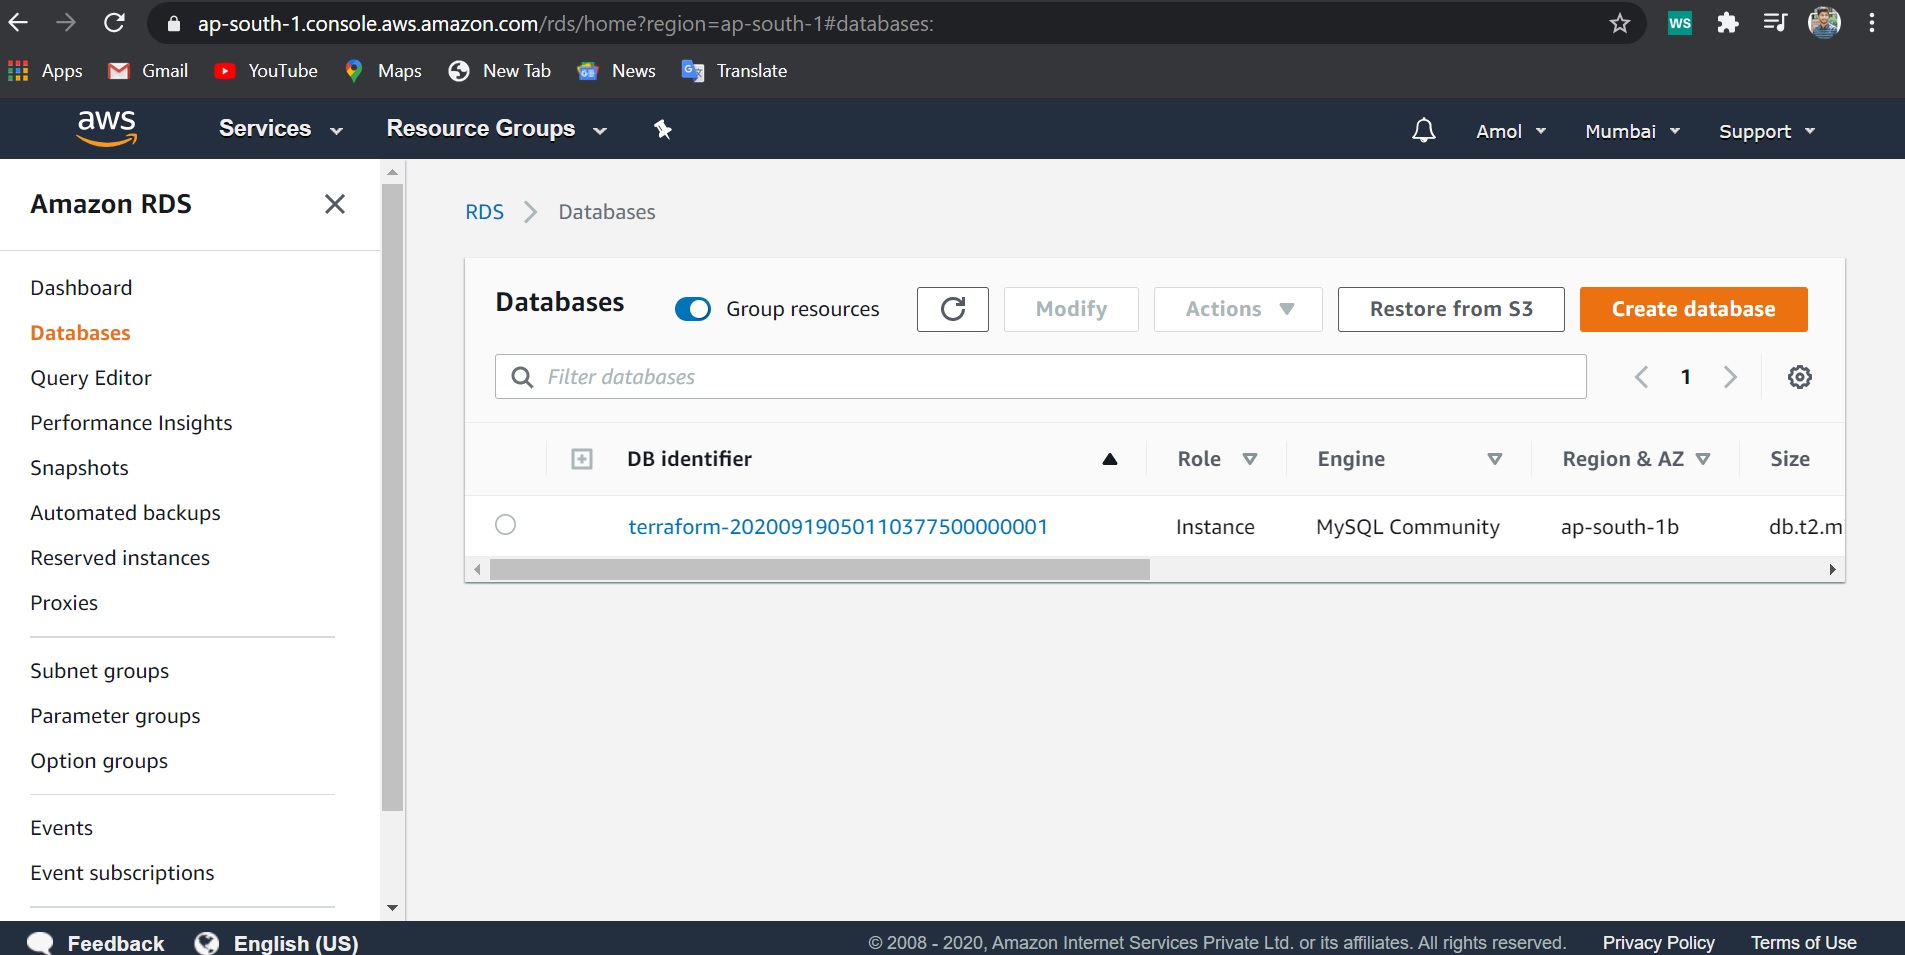 ap-south-1.console.aws.amazon.com/rds/home?region=ap-south-1#databases:
WS
Apps Gmail YouTube Maps New Tab News Translate
aws Services Resource Groups Amol Mumbai Support
Amazon RDS
Dashboard
Databases
Query Editor
Performance Insights
Snapshots
Automated backups
Reserved instances
Proxies
Subnet groups
Parameter groups
Option groups
Events
Event subscriptions
RDS > Databases
Databases Group resources Modify Actions Restore from S3 Create database
Filter databases 1
DB identifier Role Engine Region & AZ Size
terraform-20200919050110377500000001 Instance MySQL Community ap-south-1b db.t2.m
Feedback English (US) © 2008 - 2020, Amazon Internet Services Private Ltd. or its affiliates. All rights reserved. Privacy Policy Terms of Use